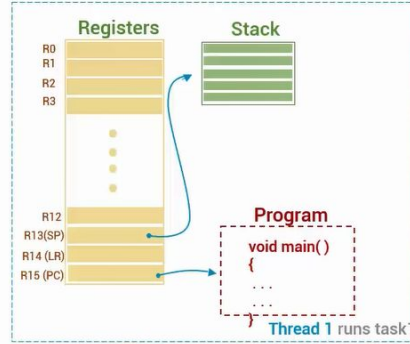 Registers
Stack
R0
R1
R2
R3
R12
R13(SP)
R14 (LR)
R15 (PC)
Program
void main( )
{
. . .
. . .
}
Thread 1 runs task1